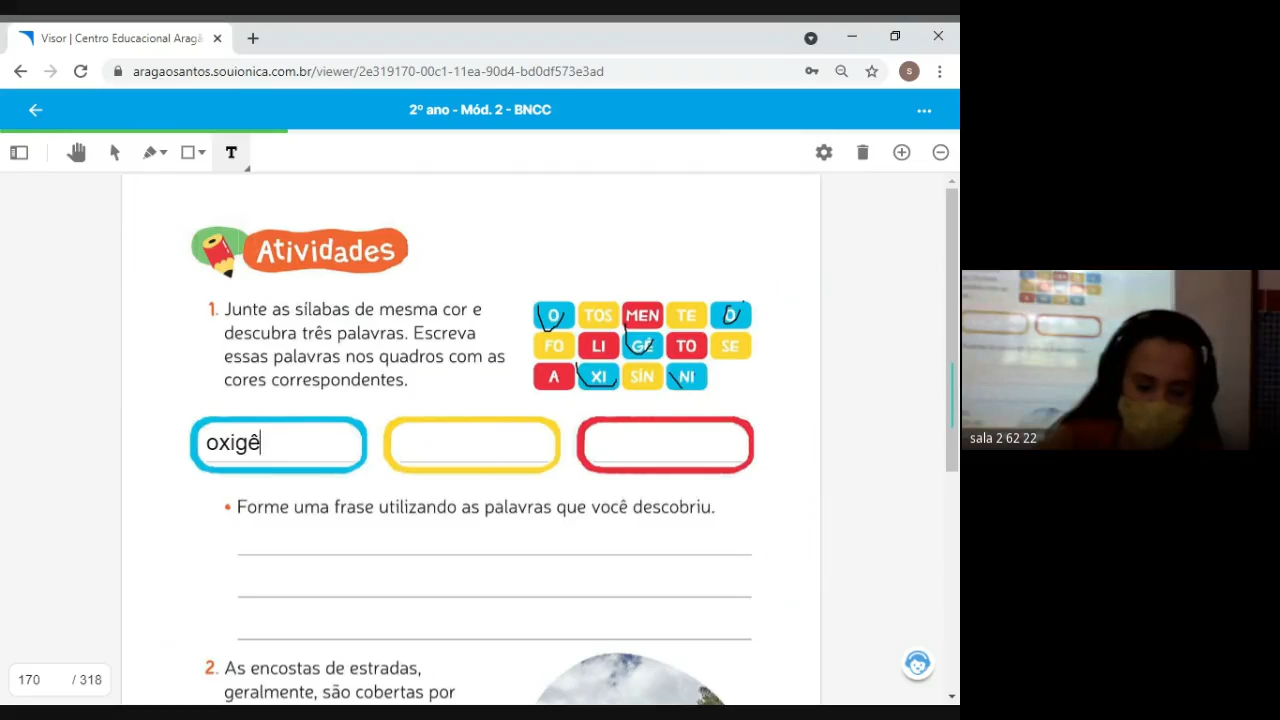 Visor | Centro Educacional Aragã
aragaosantos.souionica.com.br/viewer/2e319170-00c1-11ea-90d4-bd0df573e3ad
S
2º ano - Mód. 2 - BNCC
T
Atividades
1. Junte as sílabas de mesma cor e
descubra três palavras. Escreva
essas palavras nos quadros com as
cores correspondentes.
O TOS MEN TE O
FO LI GÊ TO SE
A XI SÍN NI
oxigê
• Forme uma frase utilizando as palavras que você descobriu.
2. As encostas de estradas,
geralmente, são cobertas por
170 / 318
sala 2 62 22